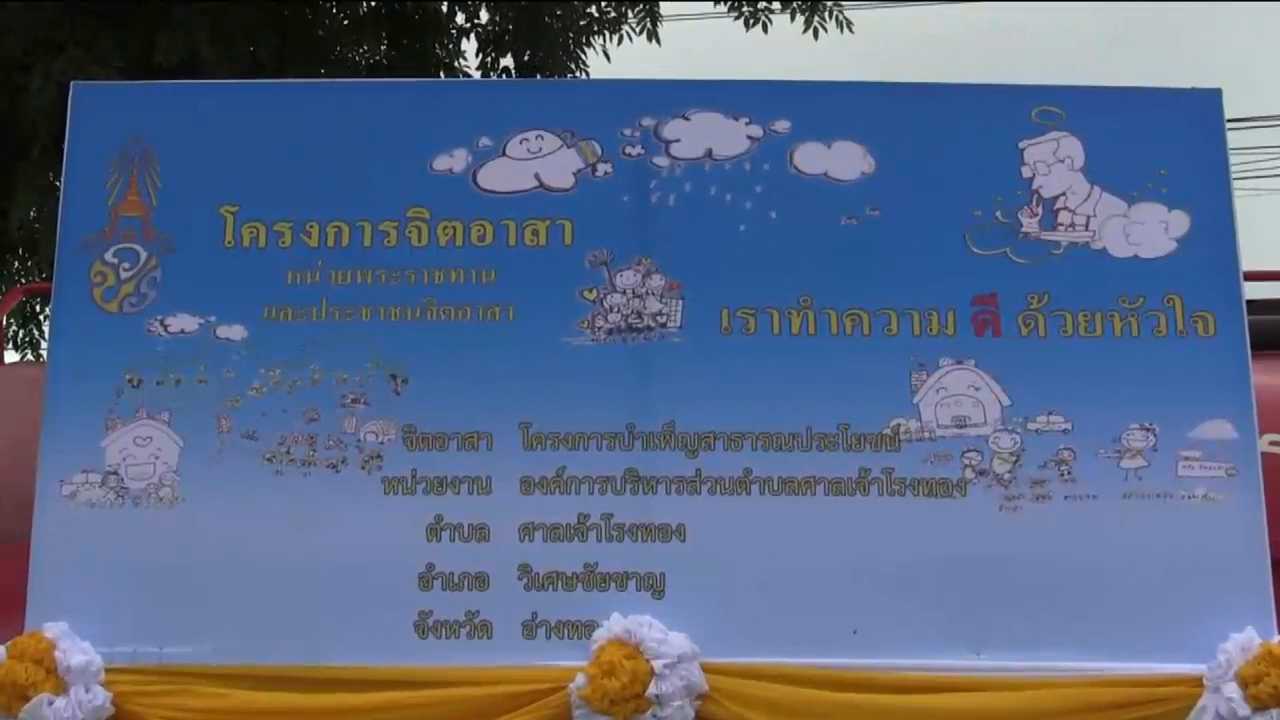 โครงการจิตอาสา
หน่วยพระราชทาน
และประชาชนจิตอาสา
เราทำความ ดี ด้วยหัวใจ
จิตอาสา โครงการบำเพ็ญสาธารณประโยชน์
หน่วยงาน องค์การบริหารส่วนตำบลศาลเจ้าโรงทอง
ตำบล ศาลเจ้าโรงทอง
อำเภอ วิเศษชัยชาญ
จังหวัด อ่างทอ